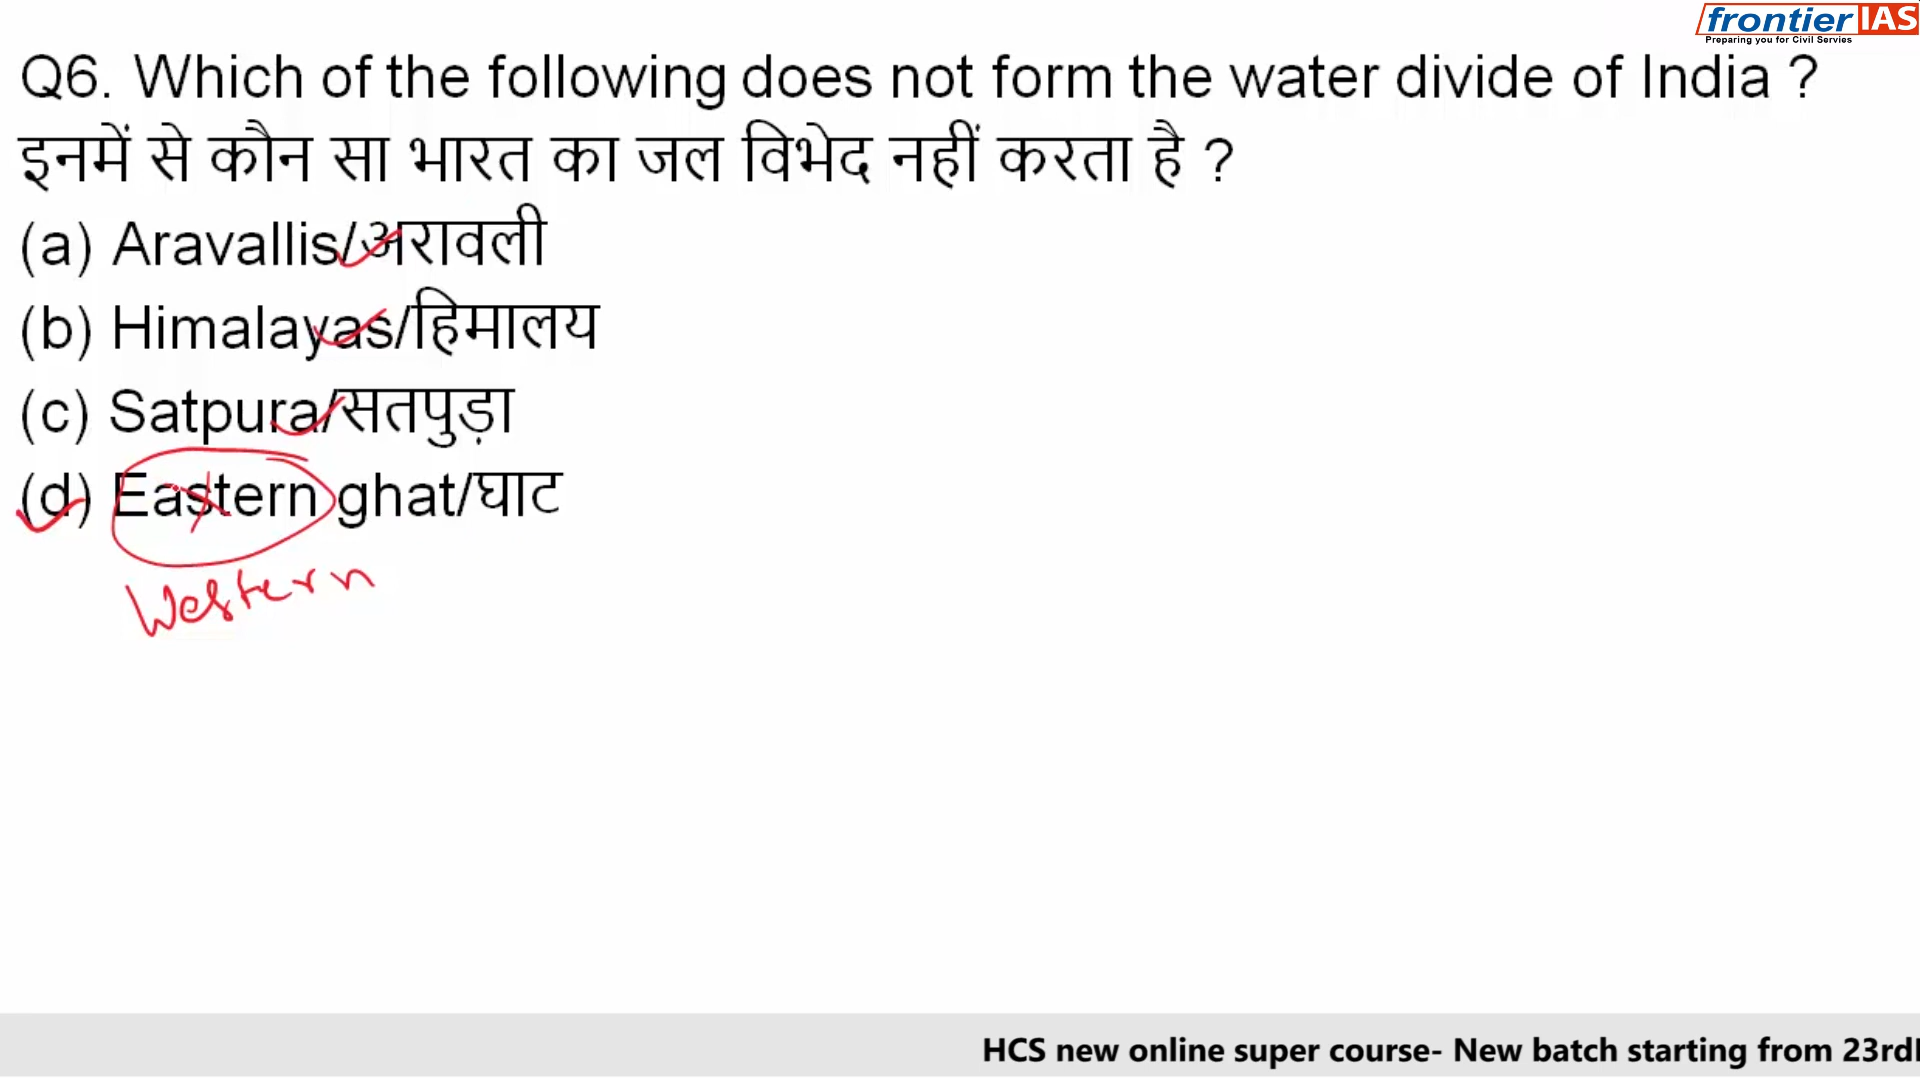 frontier IAS
Preparing you for Civil Servies
Q6. Which of the following does not form the water divide of India ?
इनमें से कौन सा भारत का जल विभेद नहीं करता है ?
(a) Aravallis/अरावली
(b) Himalayas/हिमालय
(c) Satpura/सतपुड़ा
(d) Eastern ghat/घाट
Western
HCS new online super course- New batch starting from 23rd